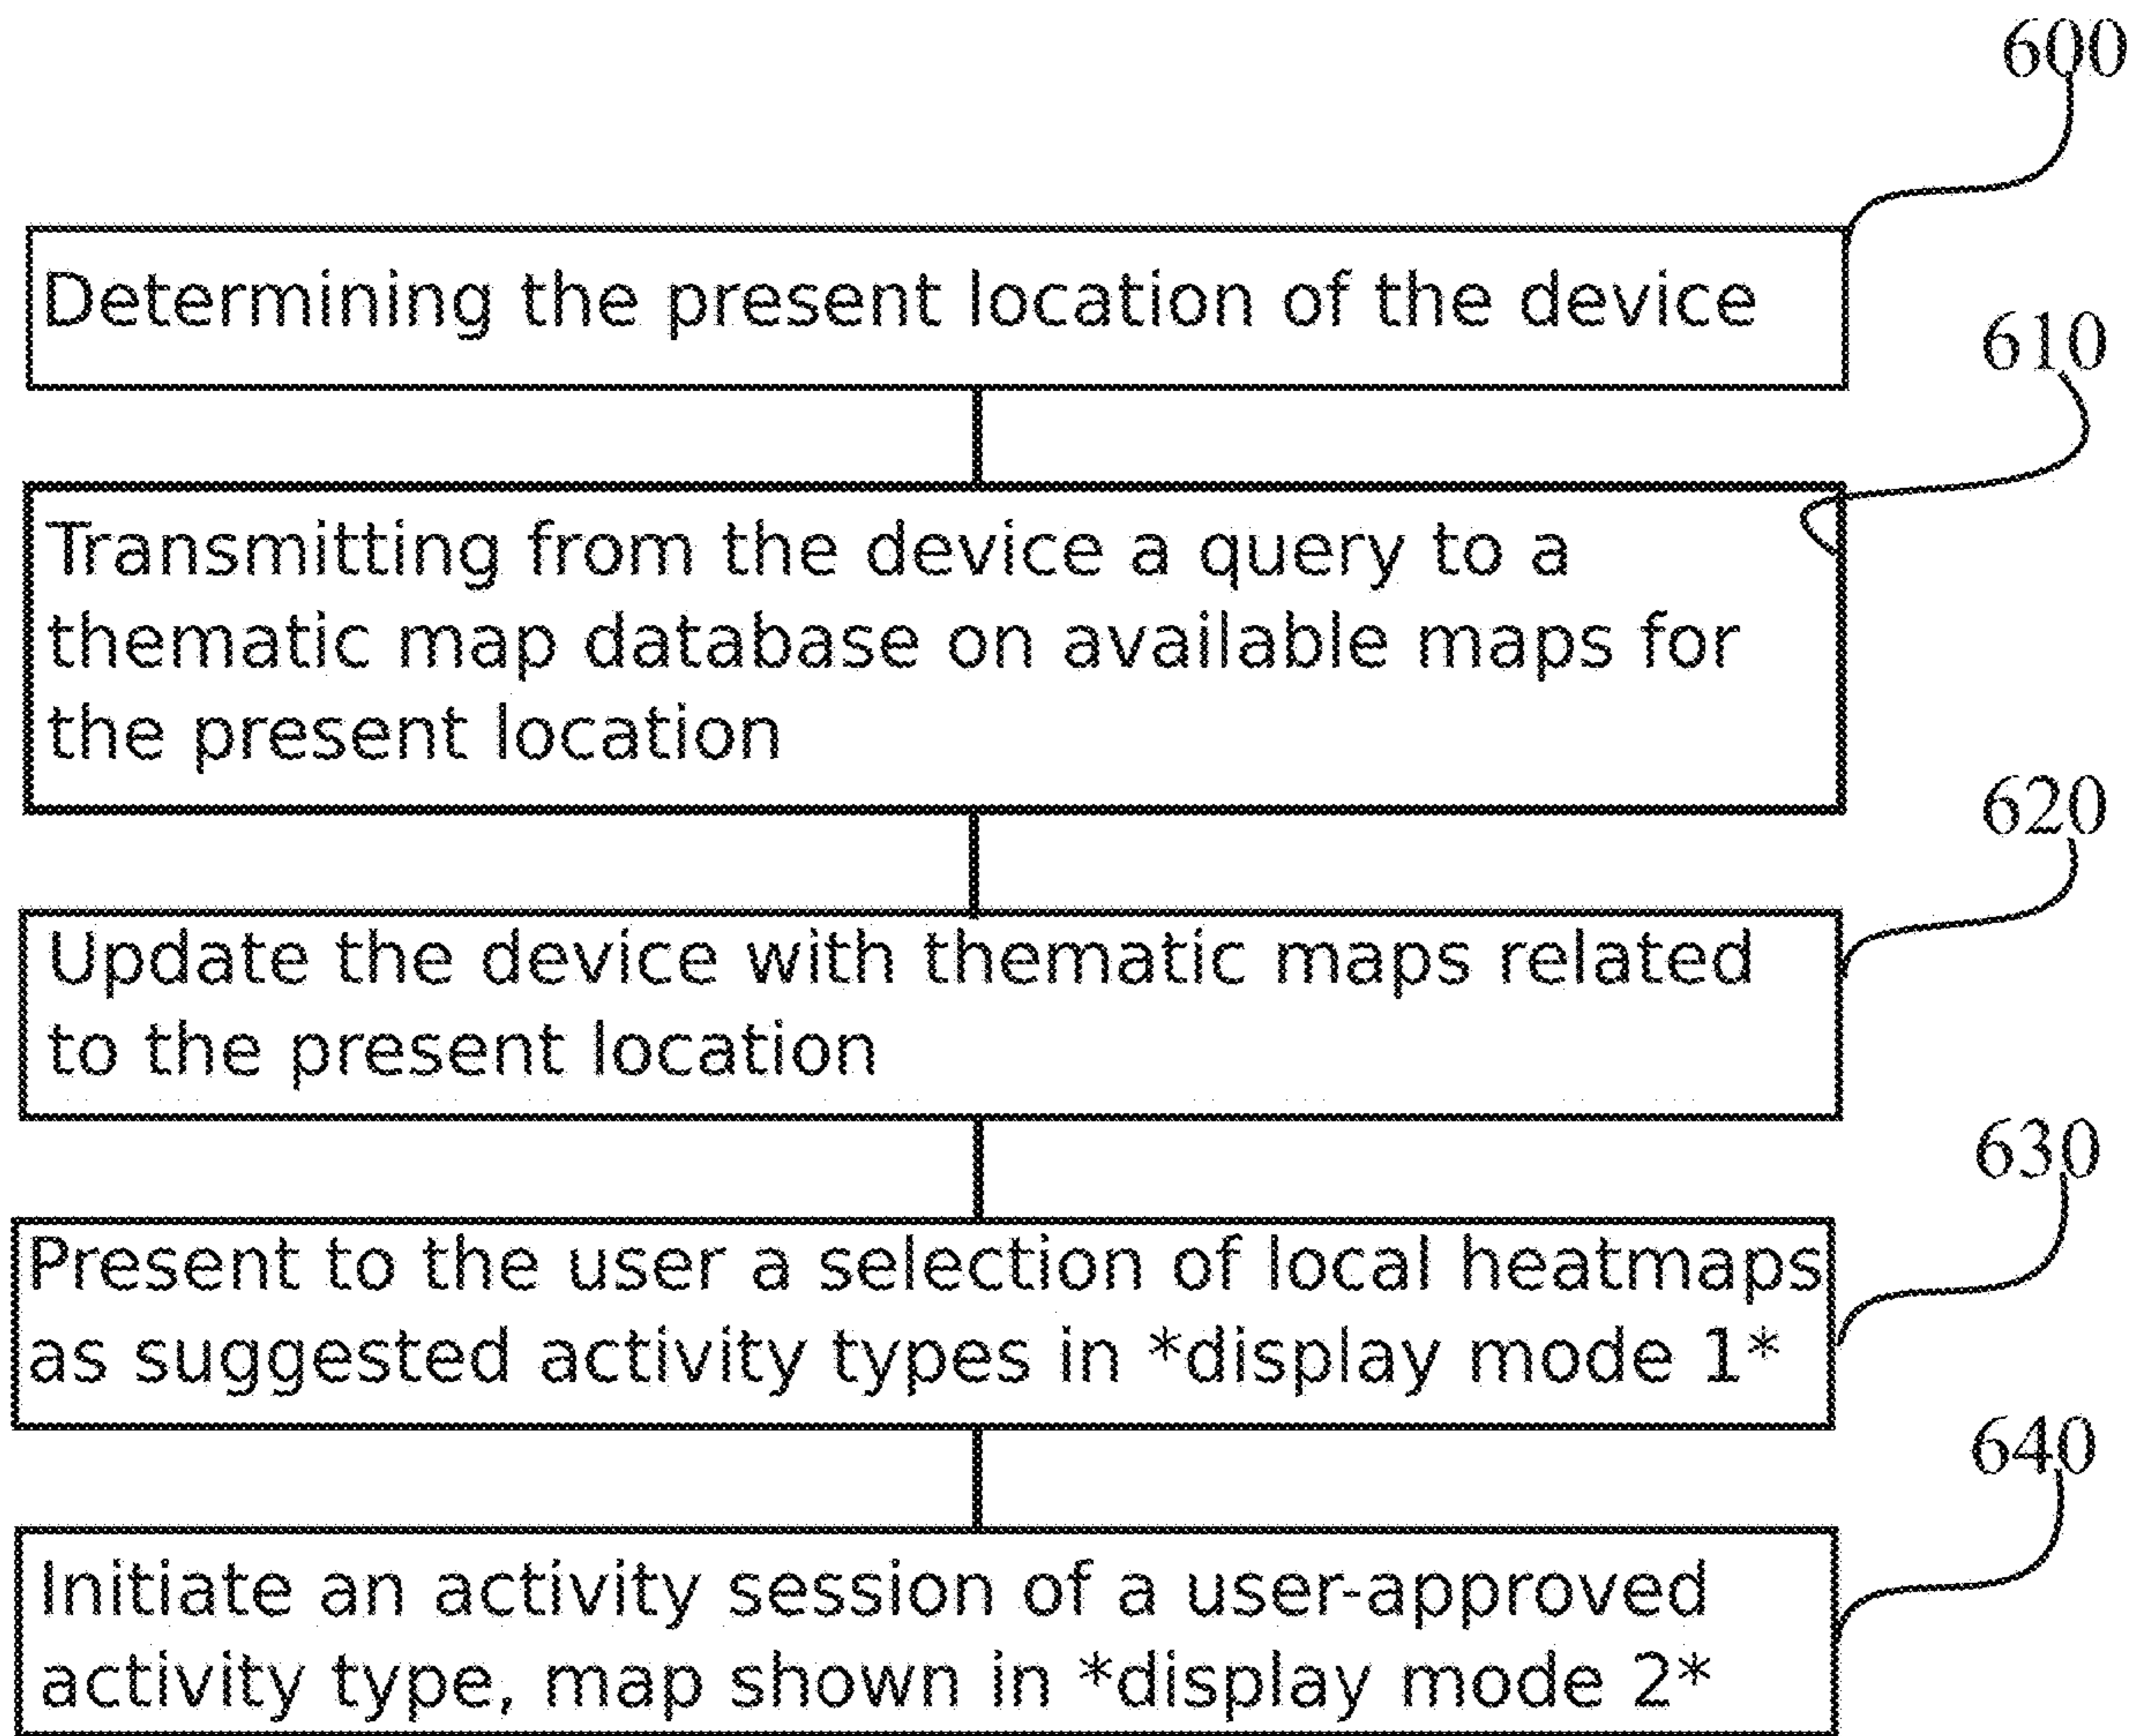 600
Determining the present location of the device
610
Transmitting from the device a query to a
thematic map database on available maps for
the present location
620
Update the device with thematic maps related
to the present location
630
Present to the user a selection of local heatmaps
as suggested activity types in *display mode 1*
640
Initiate an activity session of a user-approved
activity type, map shown in *display mode 2*